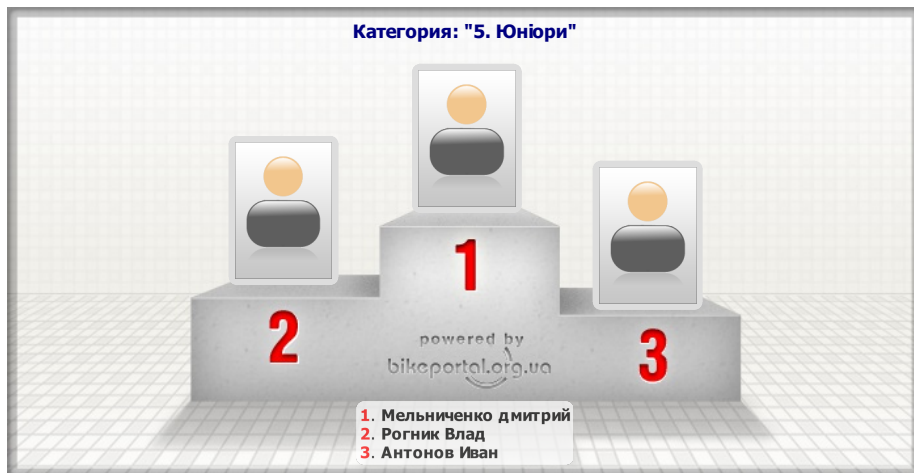 Категория: "5. Юніори"
1
2
3
powered by
bikeportal.org.ua
1. Мельниченко дмитрий
2. Рогник Влад
3. Антонов Иван